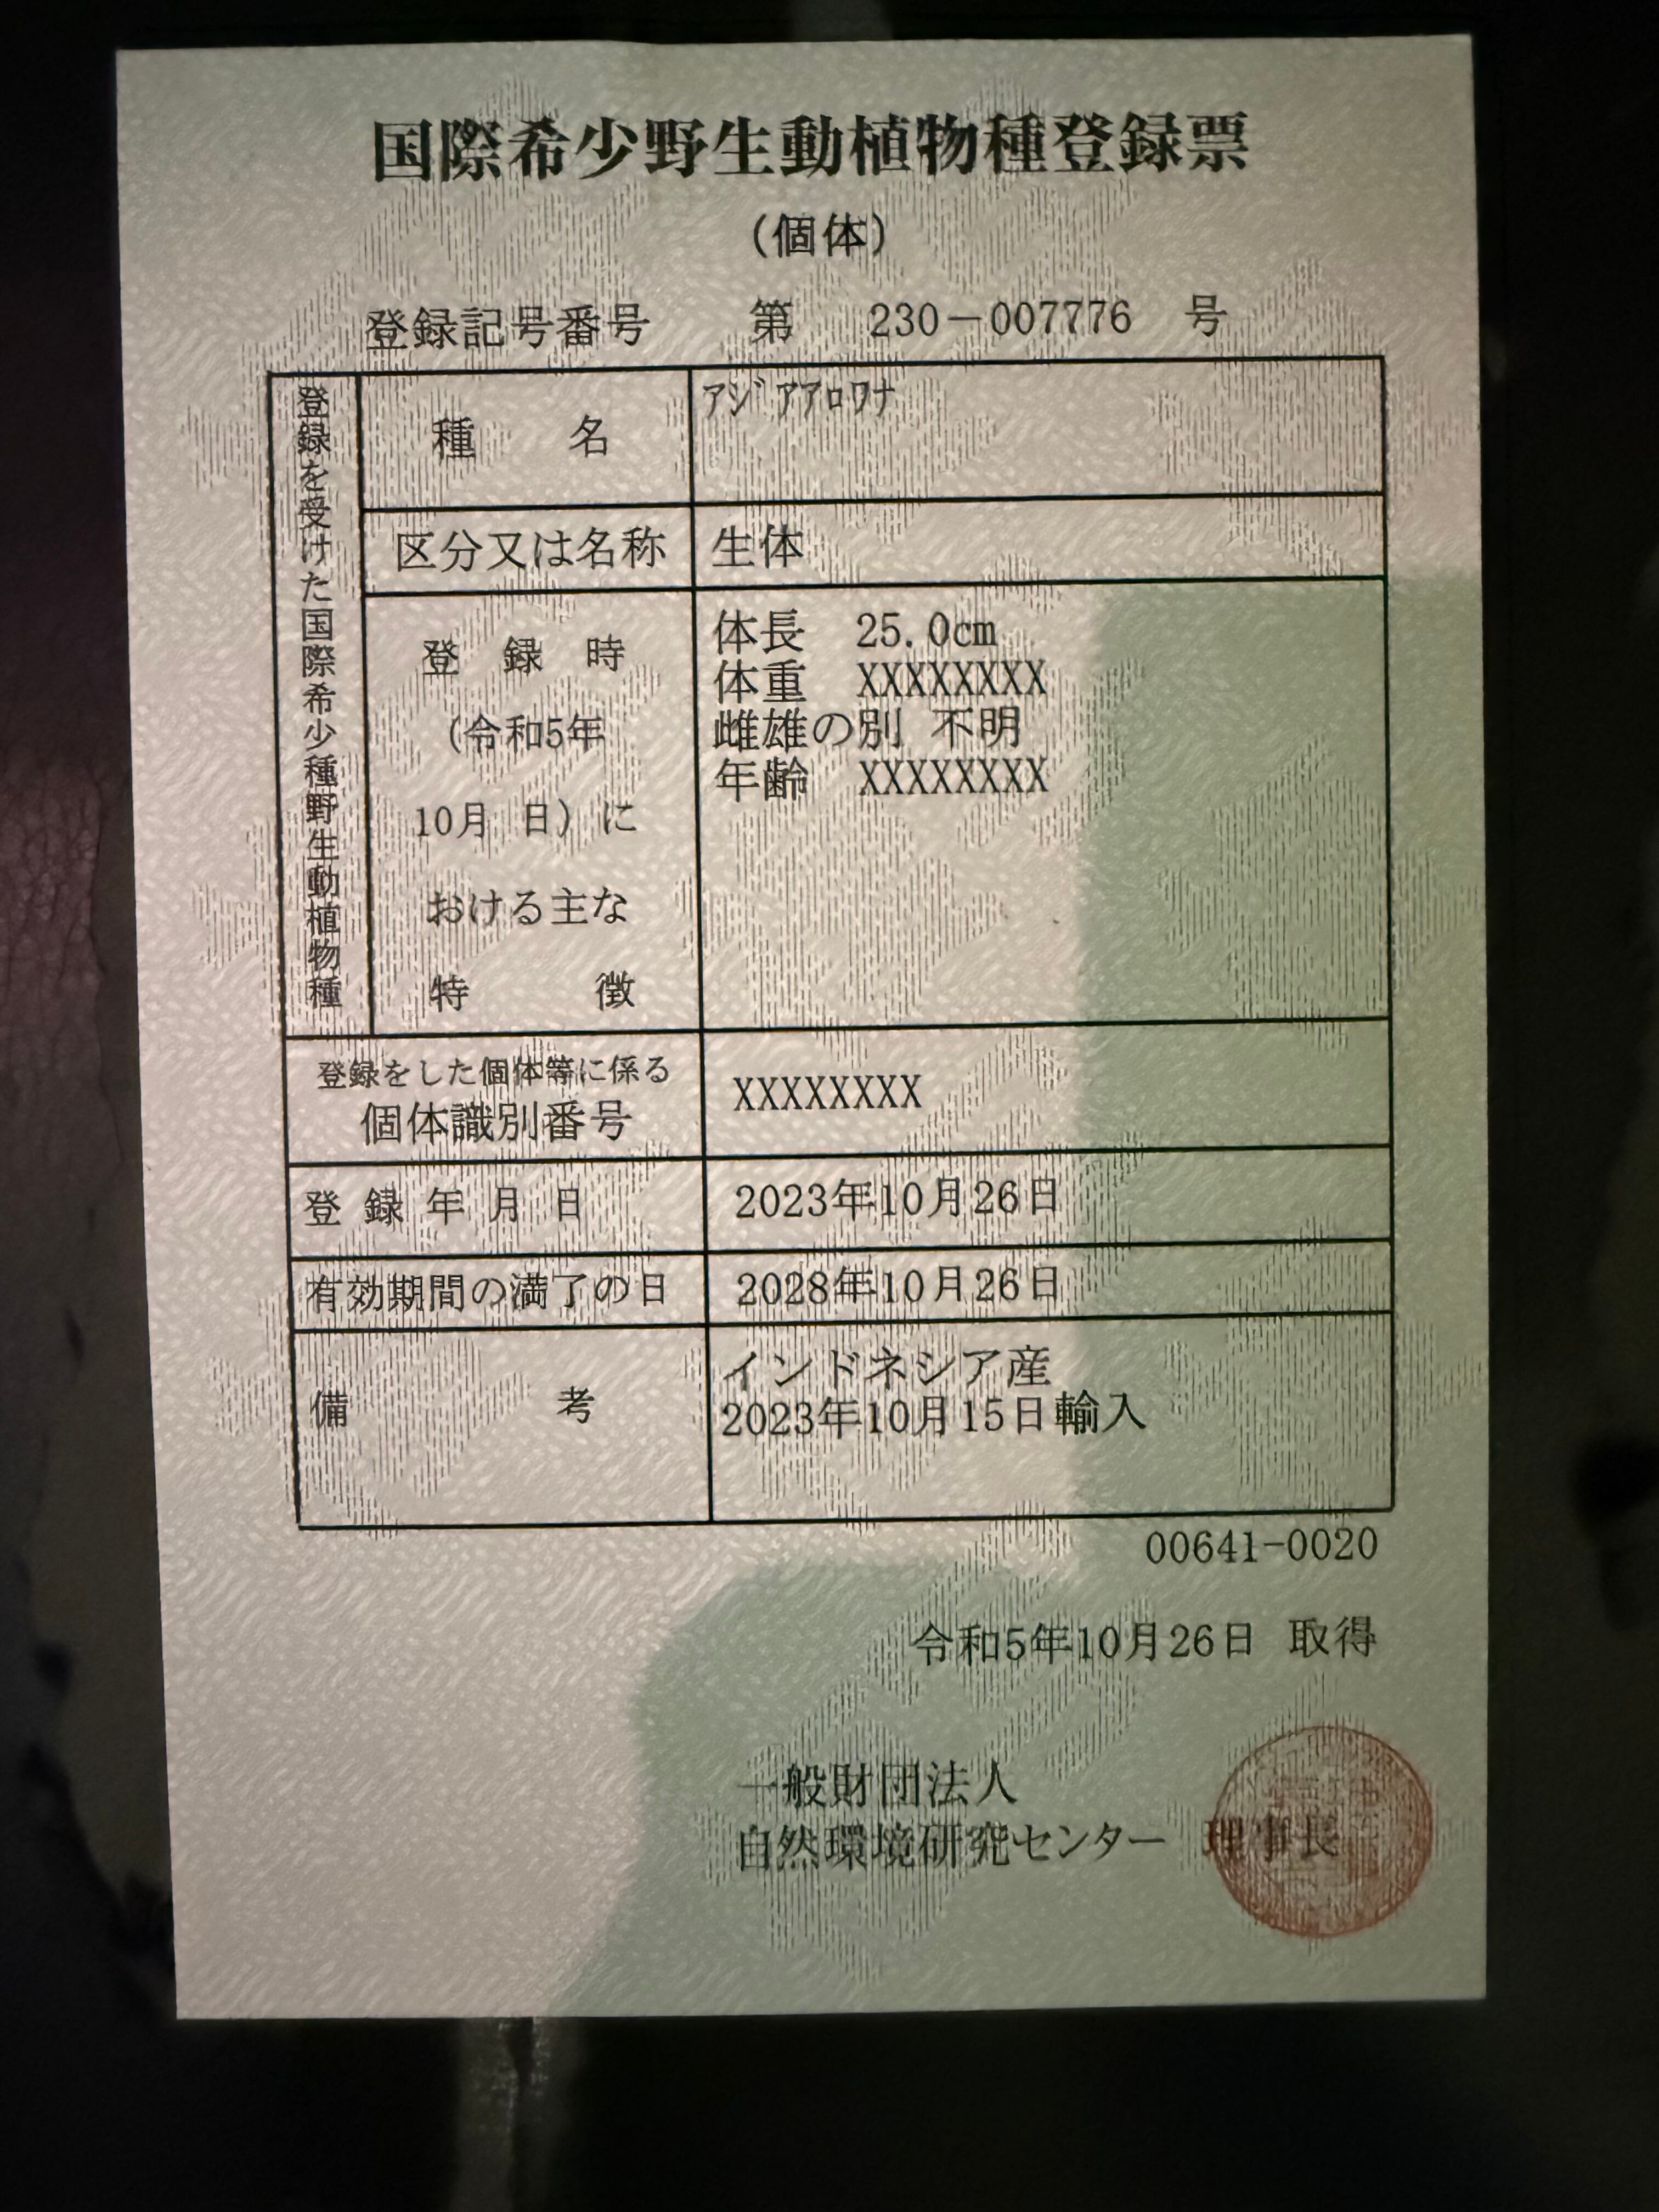 国際希少野生動植物種登録票
(個体)
登録記号番号 第 230－007776 号
登録を受けた国際希少種野生動植物種
種 名
ｱｼﾞｱｱﾛﾜﾅ
区分又は名称
生体
登 録 時
(令和5年
10月 日) に
おける主な
特 徴
体長 25.0cm
体重 XXXXXXXX
雌雄の別 不明
年齢 XXXXXXXX
登録をした個体等に係る
個体識別番号
XXXXXXXX
登 録 年 月 日
2023年10月26日
有効期間の満了の日
2028年10月26日
備 考
インドネシア産
2023年10月15日輸入
00641-0020
令和5年10月26日 取得
一般財団法人
自然環境研究センター 理事長